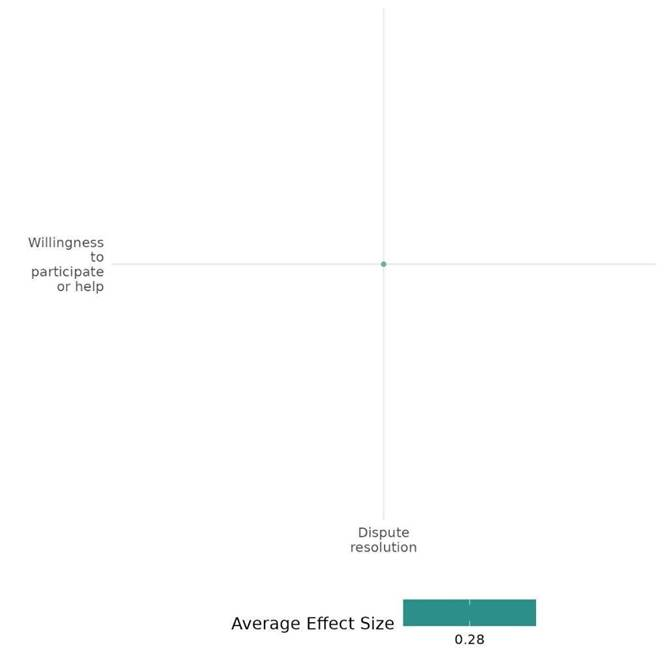 Willingness
to
participate
or help
Dispute
resolution
Average Effect Size
0.28